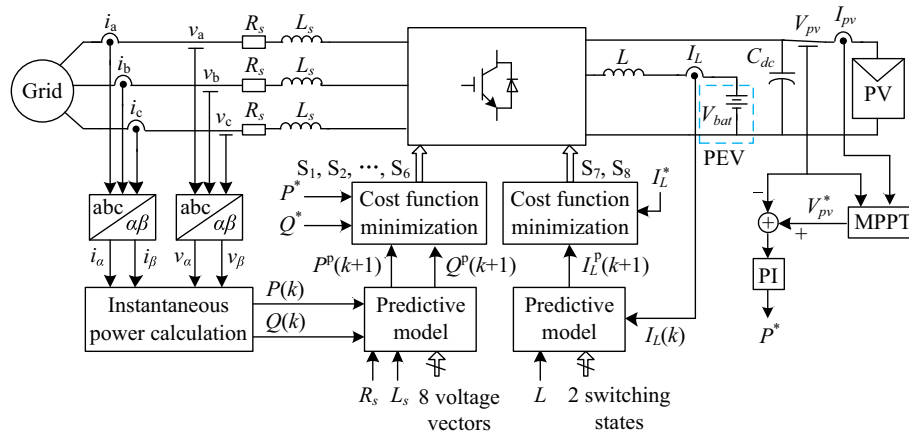 i_a
v_a
R_s
L_s
V_pv
I_pv
i_b
v_b
R_s
L_s
L
I_L
C_dc
Grid
PV
i_c
v_c
R_s
L_s
V_bat
PEV
S_1, S_2, ···, S_6
S_7, S_8
I_L^*
P^*
Q^*
Cost function
minimization
Cost function
minimization
abc
αβ
abc
αβ
−
V_pv^*
+
+
MPPT
i_α
i_β
v_α
v_β
P^p(k+1)
Q^p(k+1)
I_L^p(k+1)
PI
Instantaneous
power calculation
P(k)
Q(k)
Predictive
model
Predictive
model
I_L(k)
P^*
R_s
L_s
8 voltage
vectors
L
2 switching
states